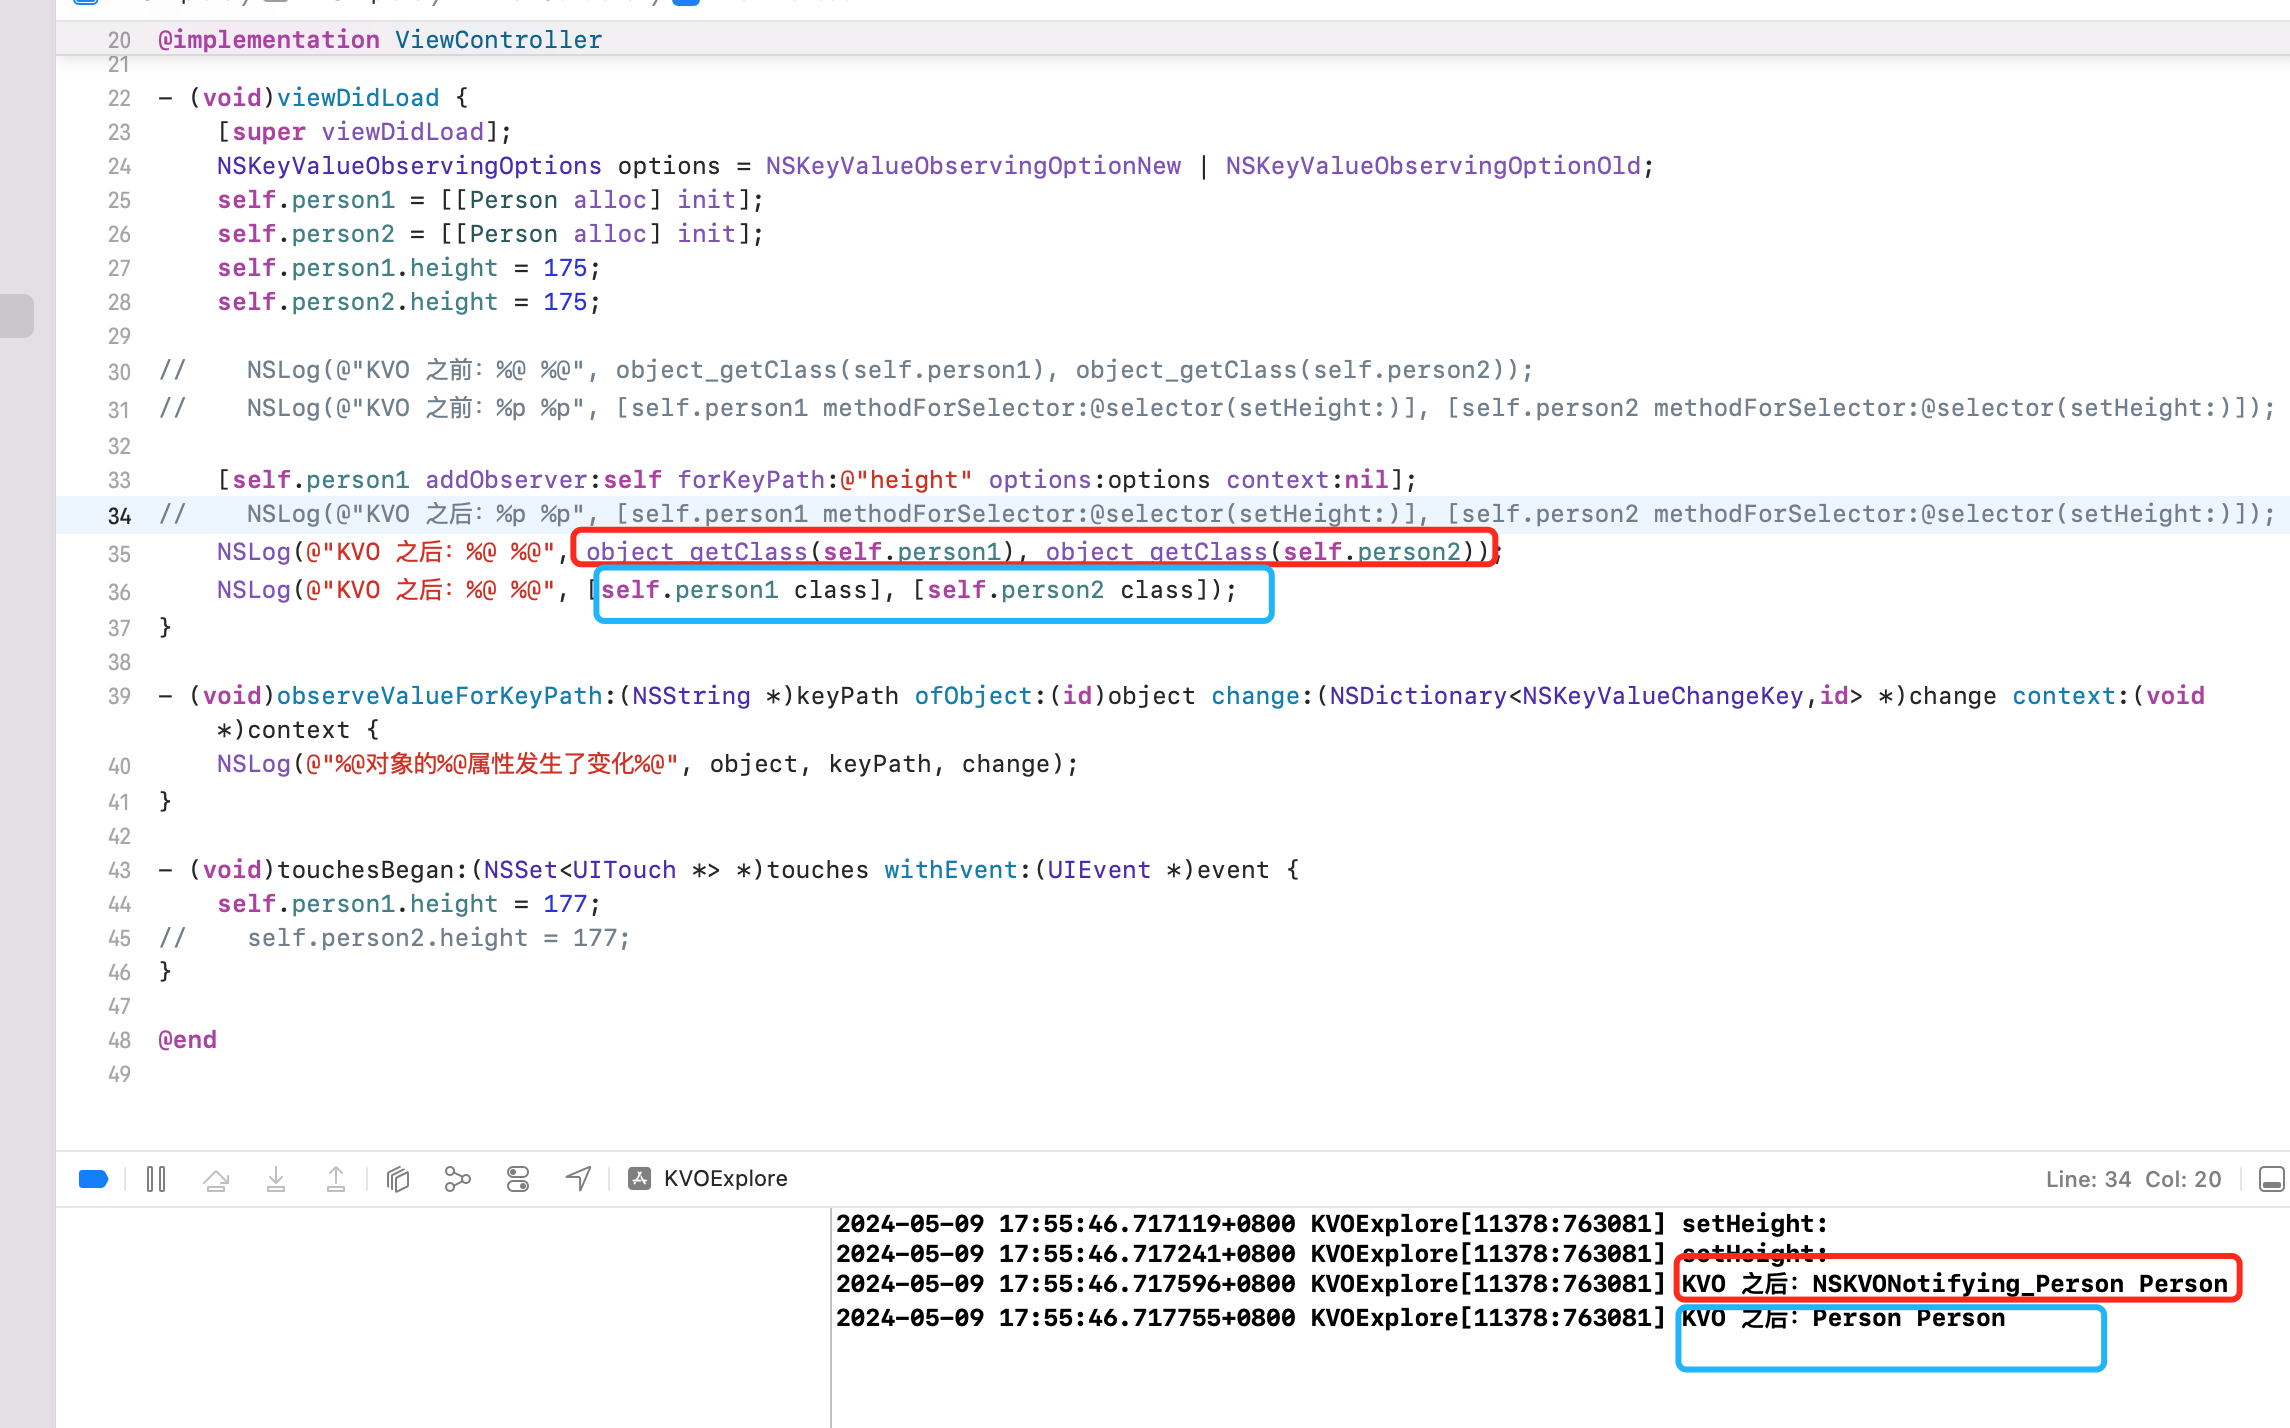 20 @implementation ViewController
21
22 - (void)viewDidLoad {
23 [super viewDidLoad];
24 NSKeyValueObservingOptions options = NSKeyValueObservingOptionNew | NSKeyValueObservingOptionOld;
25 self.person1 = [[Person alloc] init];
26 self.person2 = [[Person alloc] init];
27 self.person1.height = 175;
28 self.person2.height = 175;
29
30 // NSLog(@"KVO 之前：%@ %@", object_getClass(self.person1), object_getClass(self.person2));
31 // NSLog(@"KVO 之前：%p %p", [self.person1 methodForSelector:@selector(setHeight:)], [self.person2 methodForSelector:@selector(setHeight:)]);
32
33 [self.person1 addObserver:self forKeyPath:@"height" options:options context:nil];
34 // NSLog(@"KVO 之后：%p %p", [self.person1 methodForSelector:@selector(setHeight:)], [self.person2 methodForSelector:@selector(setHeight:)]);
35 NSLog(@"KVO 之后：%@ %@", object_getClass(self.person1), object_getClass(self.person2));
36 NSLog(@"KVO 之后：%@ %@", [self.person1 class], [self.person2 class]);
37 }
38
39 - (void)observeValueForKeyPath:(NSString *)keyPath ofObject:(id)object change:(NSDictionary<NSKeyValueChangeKey,id> *)change context:(void
*)context {
40 NSLog(@"%@对象的%@属性发生了变化%@", object, keyPath, change);
41 }
42
43 - (void)touchesBegan:(NSSet<UITouch *> *)touches withEvent:(UIEvent *)event {
44 self.person1.height = 177;
45 // self.person2.height = 177;
46 }
47
48 @end
49
KVOExplore
Line: 34 Col: 20
2024-05-09 17:55:46.717119+0800 KVOExplore[11378:763081] setHeight:
2024-05-09 17:55:46.717241+0800 KVOExplore[11378:763081] setHeight:
2024-05-09 17:55:46.717596+0800 KVOExplore[11378:763081] KVO 之后：NSKVONotifying_Person Person
2024-05-09 17:55:46.717755+0800 KVOExplore[11378:763081] KVO 之后：Person Person